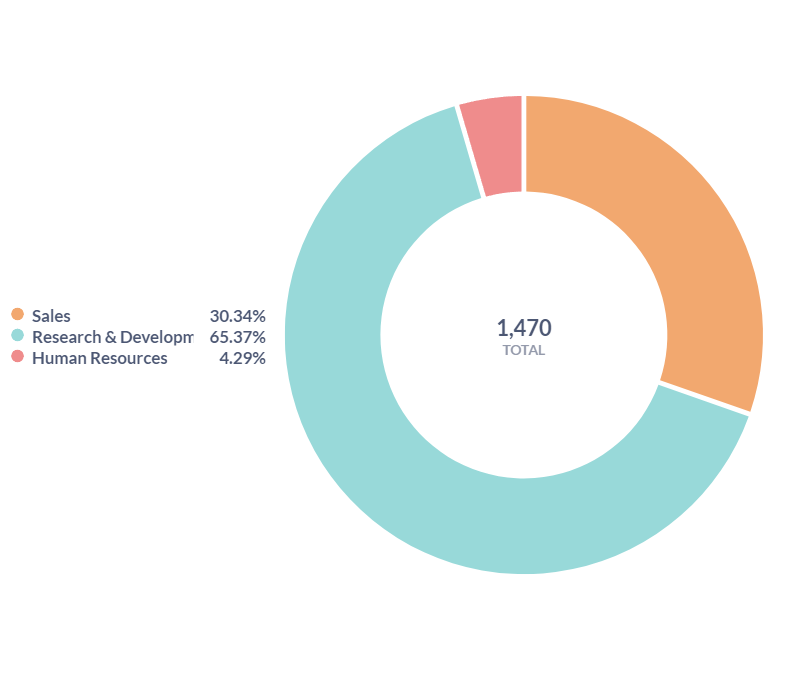 Sales 30.34%
Research & Developm 65.37%
Human Resources 4.29%
1,470
TOTAL